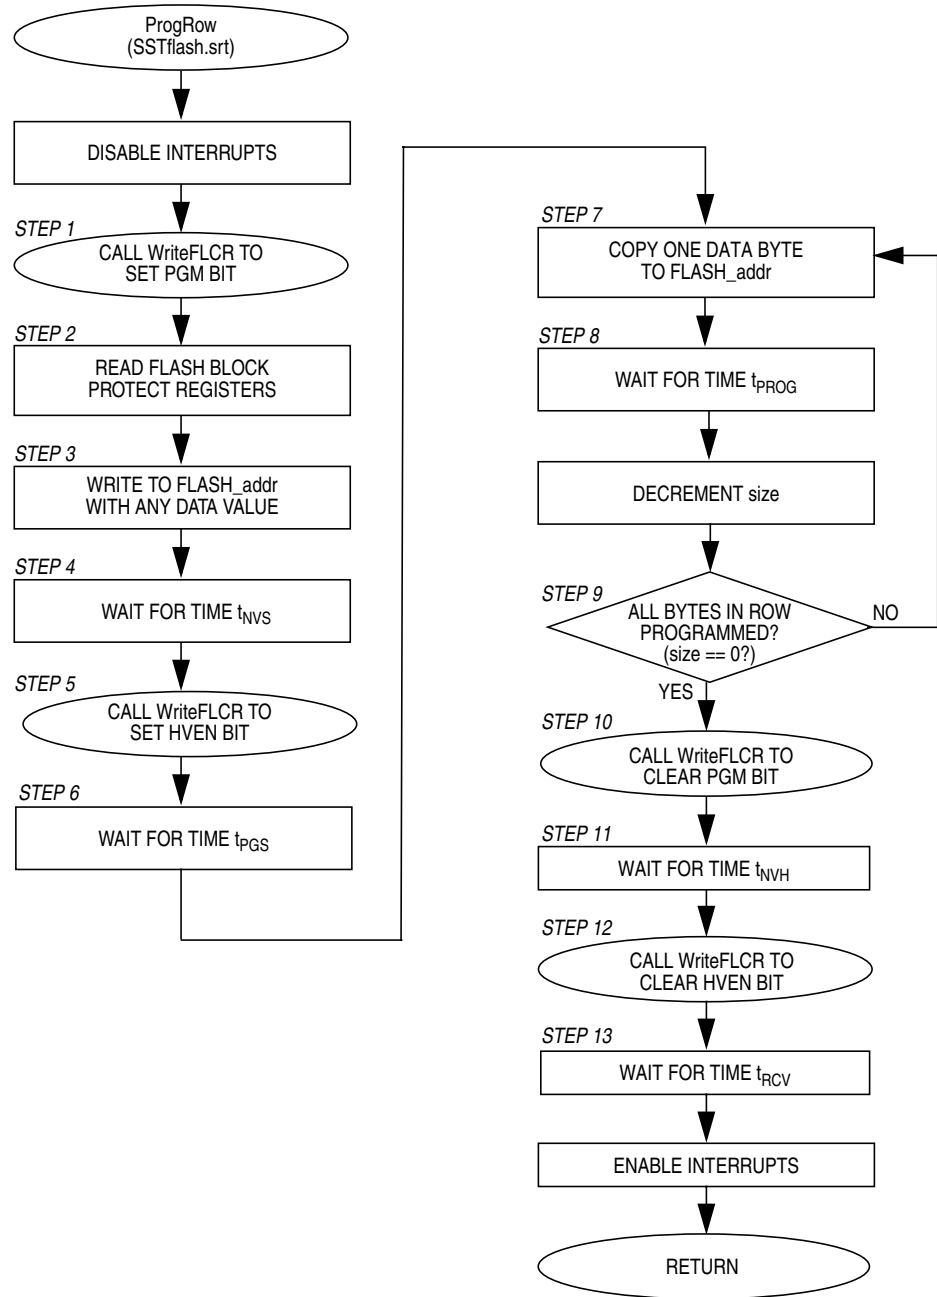 ProgRow
(SSTflash.srt)
DISABLE INTERRUPTS
STEP 1
CALL WriteFLCR TO
SET PGM BIT
STEP 2
READ FLASH BLOCK
PROTECT REGISTERS
STEP 3
WRITE TO FLASH_addr
WITH ANY DATA VALUE
STEP 4
WAIT FOR TIME tNVS
STEP 5
CALL WriteFLCR TO
SET HVEN BIT
STEP 6
WAIT FOR TIME tPGS
STEP 7
COPY ONE DATA BYTE
TO FLASH_addr
STEP 8
WAIT FOR TIME tPROG
DECREMENT size
STEP 9
ALL BYTES IN ROW
PROGRAMMED?
(size == 0?)
NO
YES
STEP 10
CALL WriteFLCR TO
CLEAR PGM BIT
STEP 11
WAIT FOR TIME tNVH
STEP 12
CALL WriteFLCR TO
CLEAR HVEN BIT
STEP 13
WAIT FOR TIME tRCV
ENABLE INTERRUPTS
RETURN